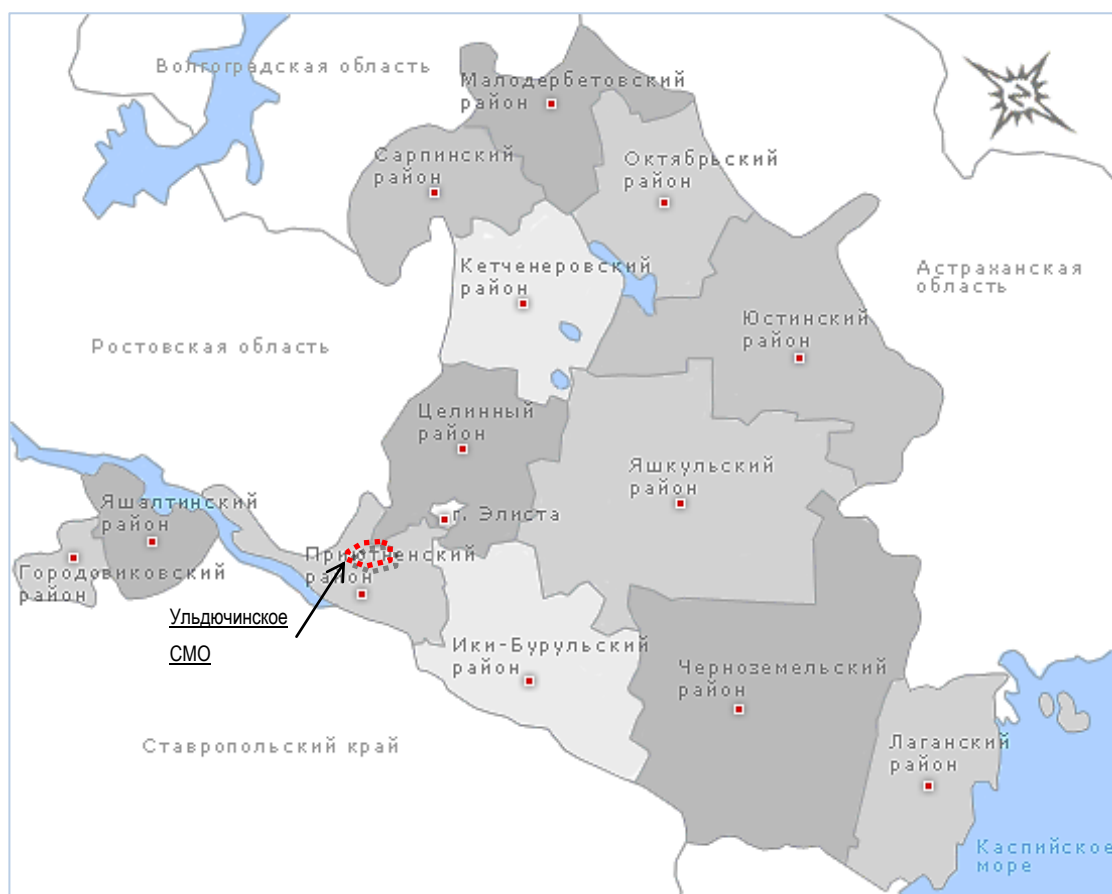 Волгоградская область
Малодербетовский
район
Сарпинский
район
Октябрьский
район
Кетченеровский
район
Астраханская
область
Юстинский
район
Ростовская область
Целинный
район
Яшкульский
район
Яшалтинский
район
г. Элиста
Приютненский
район
Городовиковский
район
Ульдючинское
СМО
Ики-Бурульский
район
Черноземельский
район
Ставропольский край
Лаганский
район
Каспийское
море